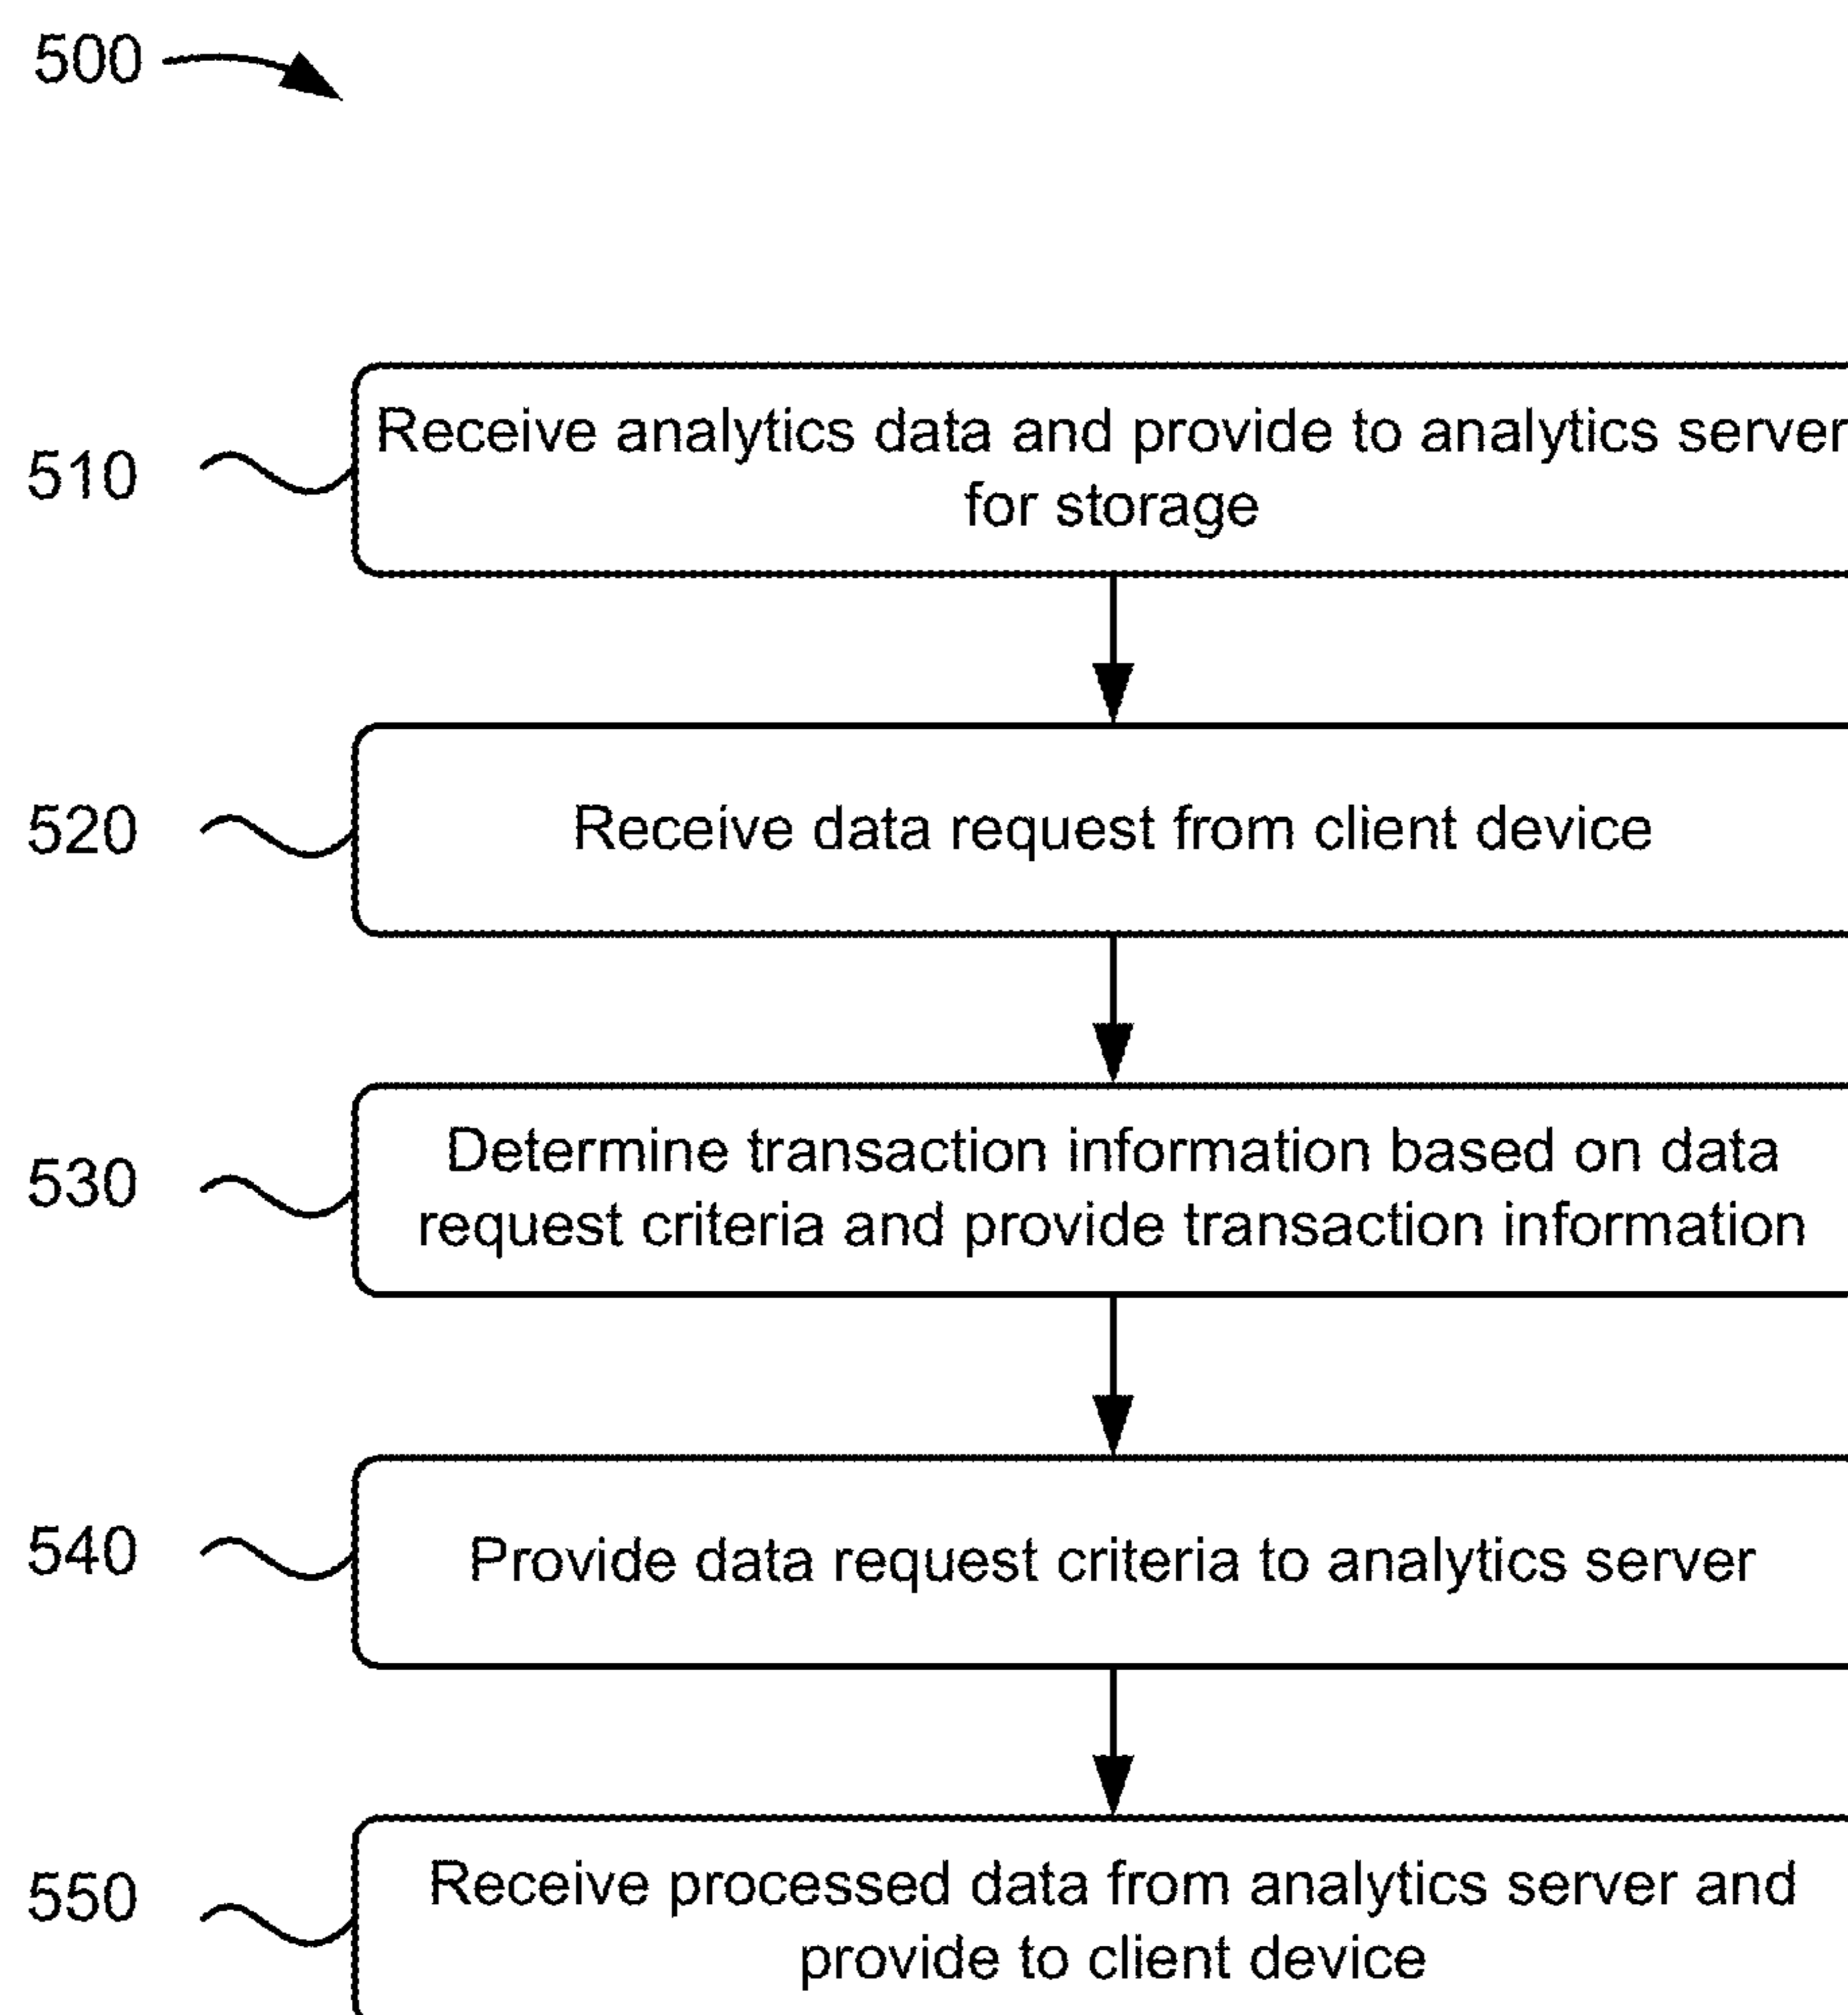 500
510
Receive analytics data and provide to analytics server
for storage
520
Receive data request from client device
530
Determine transaction information based on data
request criteria and provide transaction information
540
Provide data request criteria to analytics server
550
Receive processed data from analytics server and
provide to client device